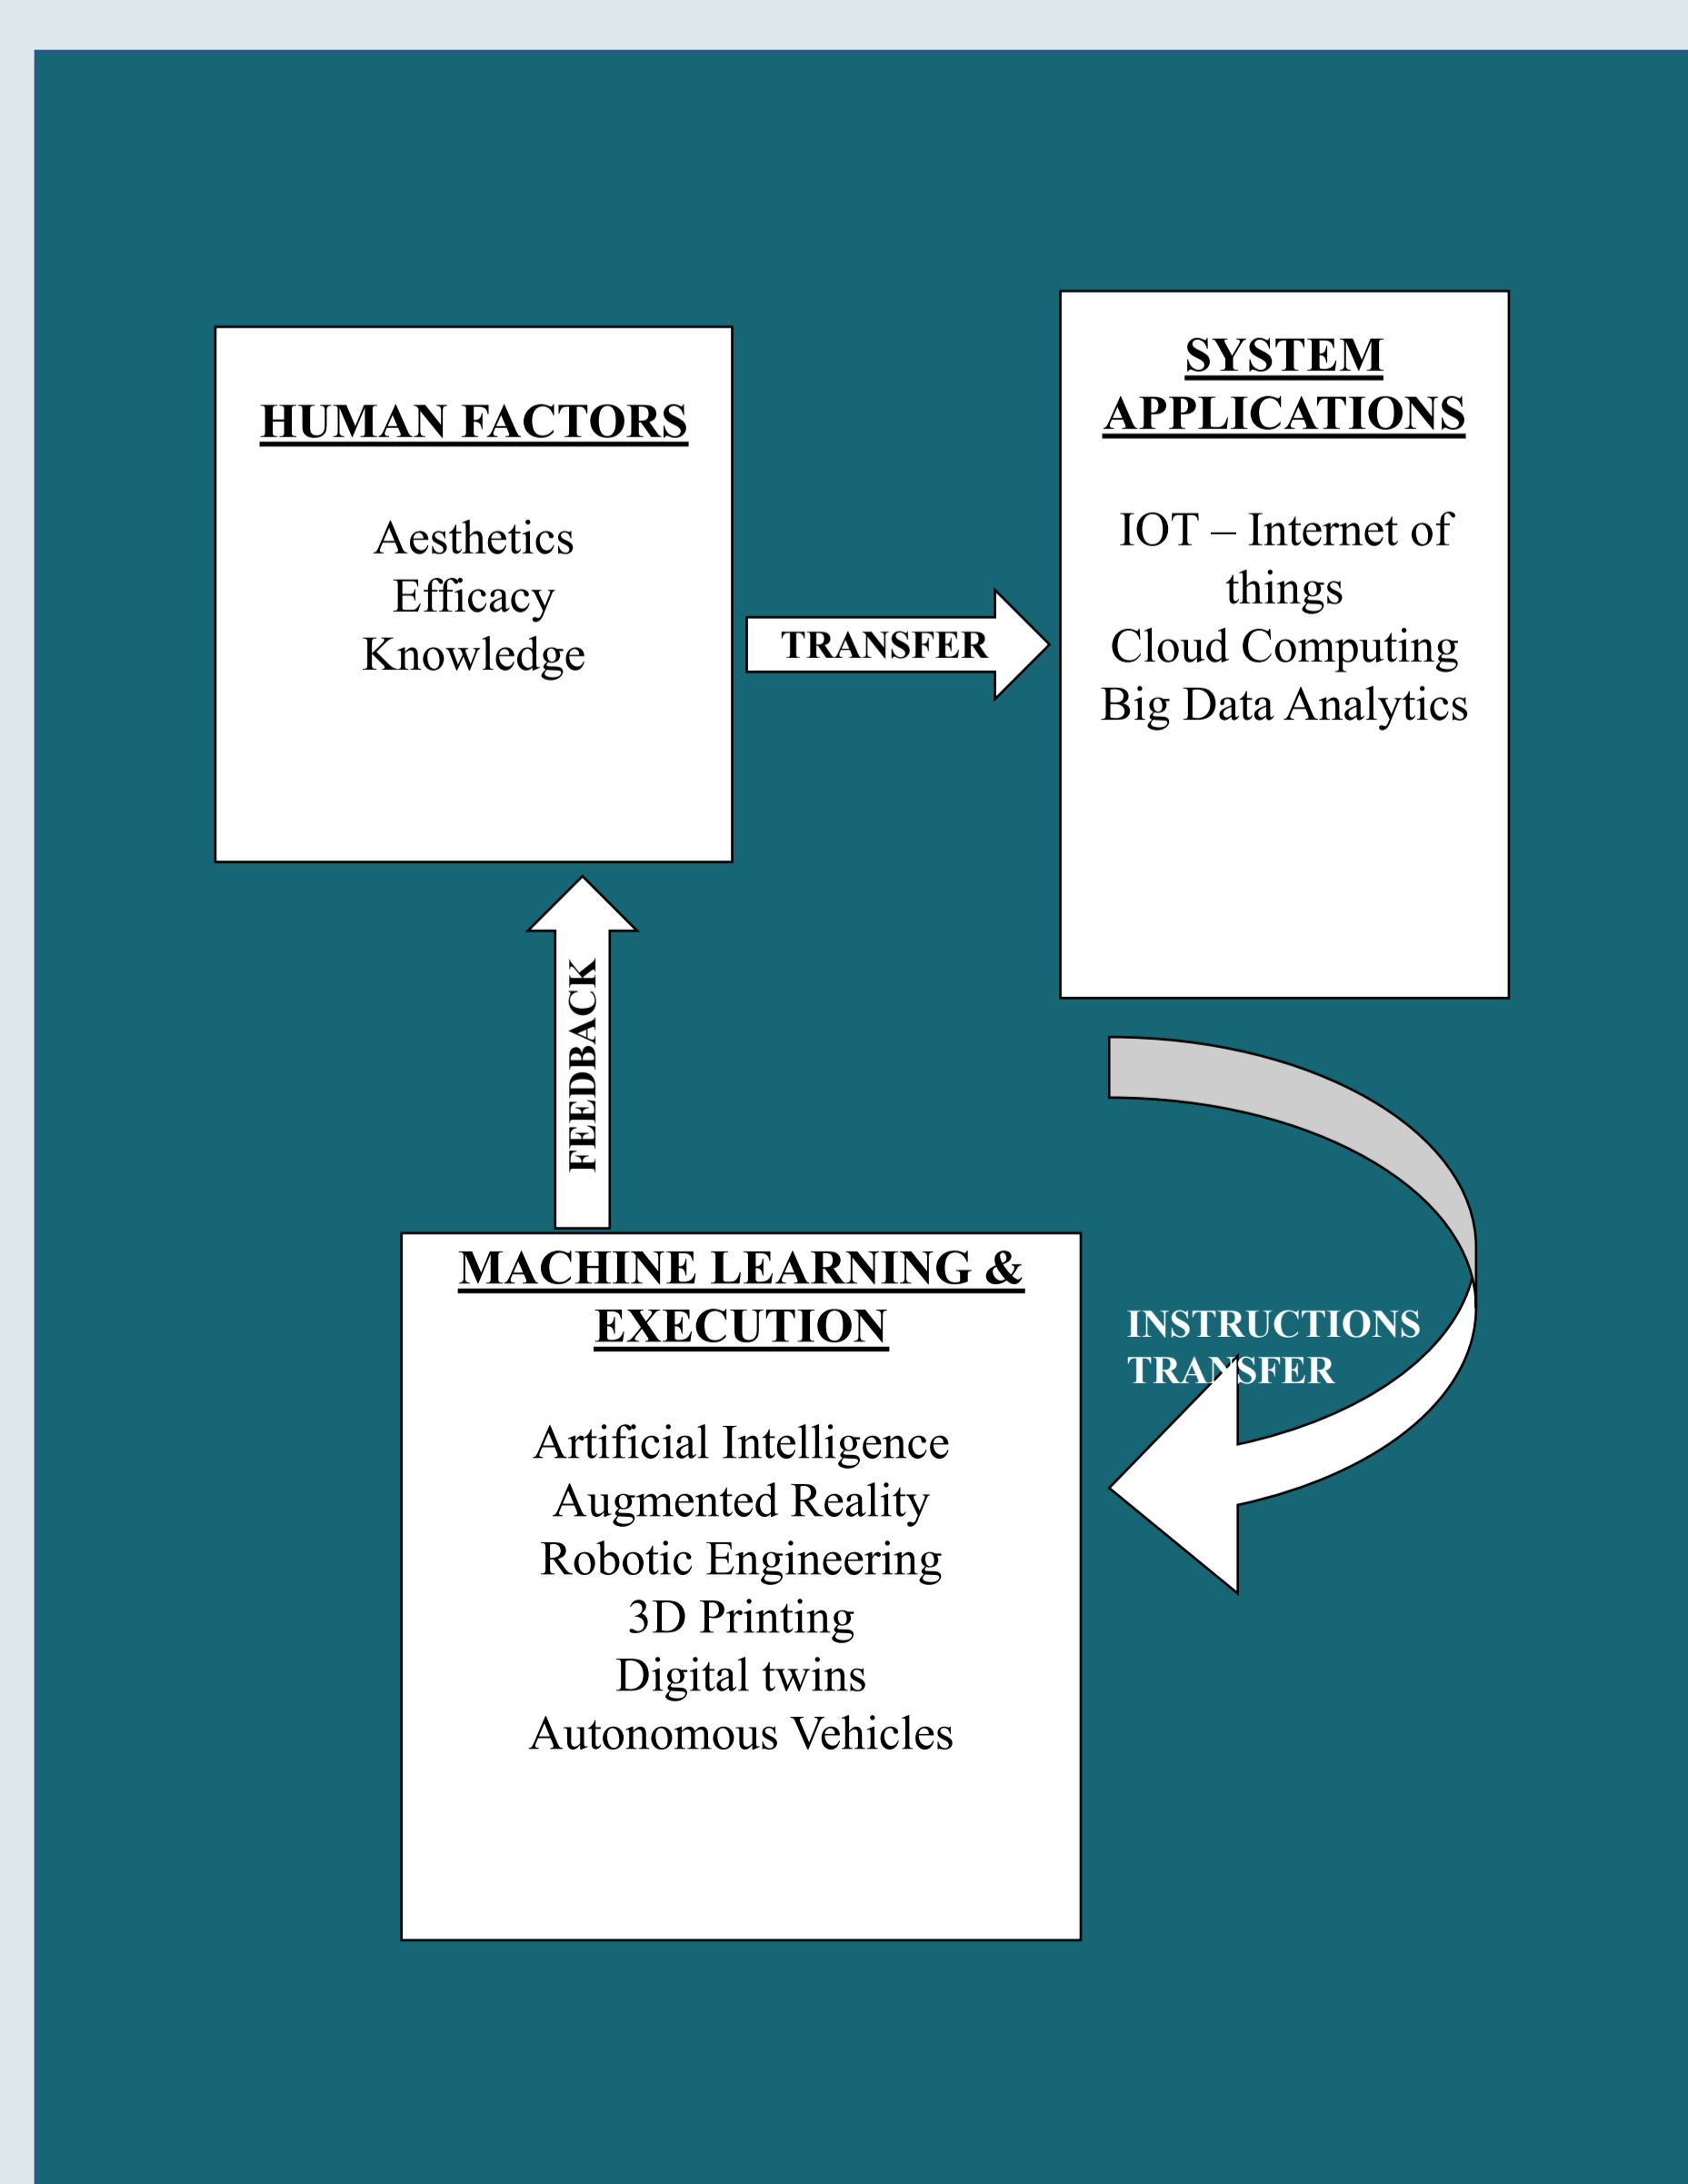 HUMAN FACTORS
Aesthetics
Efficacy
Knowledge
TRANSFER
SYSTEM
APPLICATIONS
IOT – Internet of
things
Cloud Computing
Big Data Analytics
FEEDBACK
INSTRUCTIONS
TRANSFER
MACHINE LEARNING &
EXECUTION
Artificial Intelligence
Augmented Reality
Robotic Engineering
3D Printing
Digital twins
Autonomous Vehicles